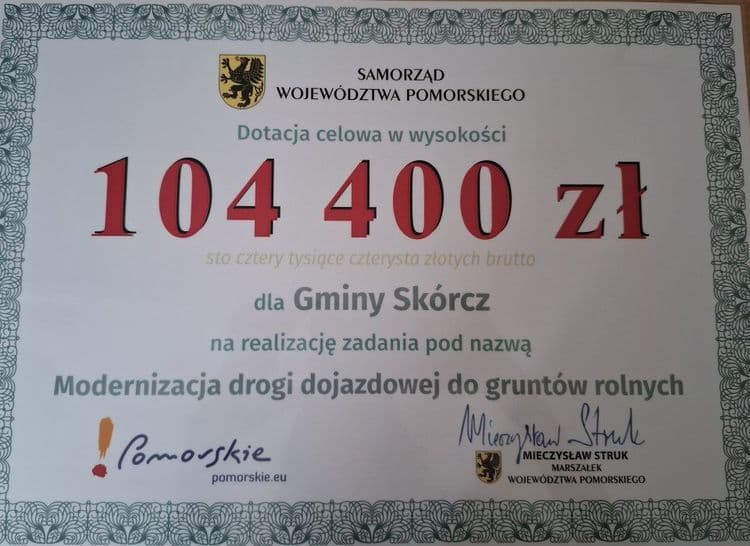 SAMORZĄD
WOJEWÓDZTWA POMORSKIEGO
Dotacja celowa w wysokości
104 400 zł
sto cztery tysiące czterysta złotych brutto
dla Gminy Skórcz
na realizację zadania pod nazwą
Modernizacja drogi dojazdowej do gruntów rolnych
Pomorskie
pomorskie.eu
Mieczysław Struk
MIECZYSŁAW STRUK
MARSZAŁEK
WOJEWÓDZTWA POMORSKIEGO